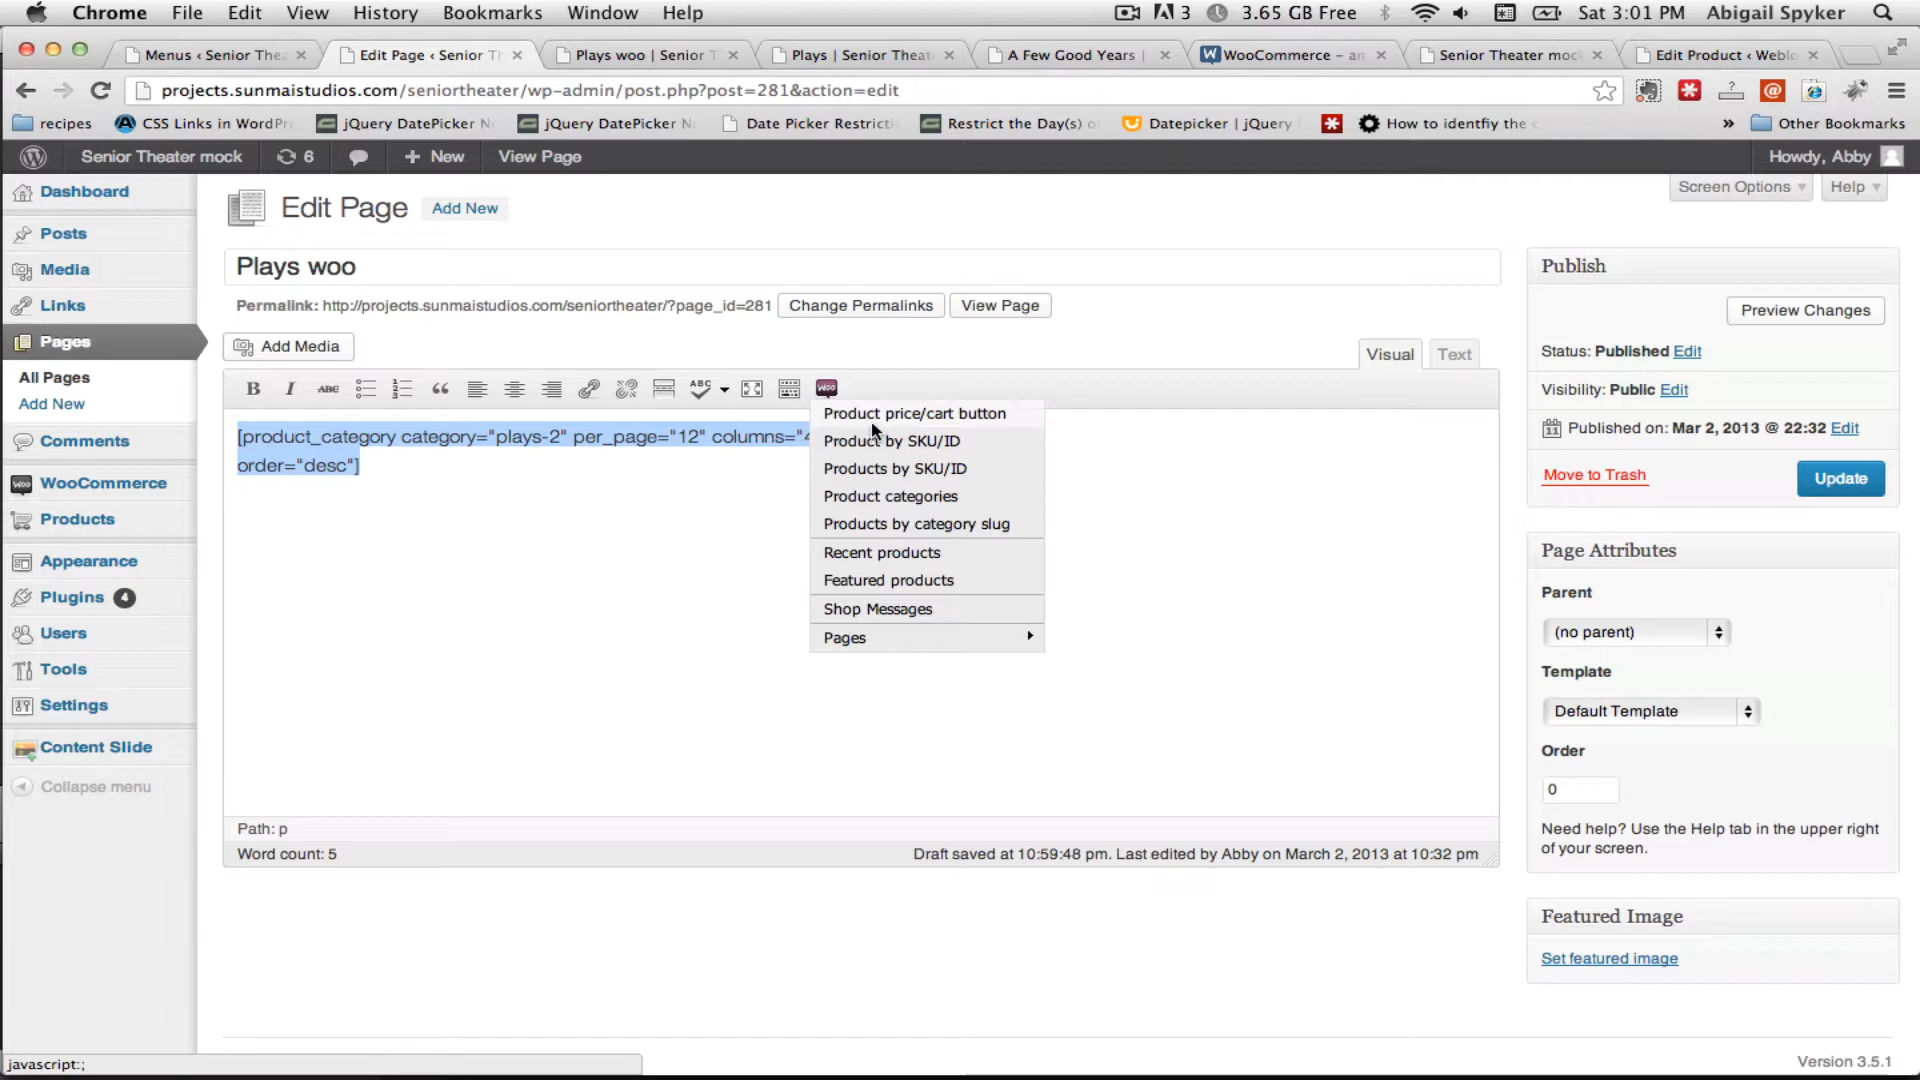 Chrome File Edit View History Bookmarks Window Help 3 3.65 GB Free Sat 3:01 PM Abigail Spyker
Menus ‹ Senior Thea
Edit Page ‹ Senior Th
Plays woo | Senior T
Plays | Senior Theat
A Few Good Years |
WooCommerce – an
Senior Theater moc
Edit Product ‹ Weblo
projects.sunmaistudios.com/seniortheater/wp-admin/post.php?post=281&action=edit
recipes CSS Links in WordPr jQuery DatePicker jQuery DatePicker Date Picker Restricti Restrict the Day(s) o Datepicker | jQuery How to identfiy the » Other Bookmarks
Senior Theater mock 6 + New View Page Howdy, Abby
Screen Options Help
Dashboard
Posts
Media
Links
Pages
All Pages
Add New
Comments
WooCommerce
Products
Appearance
Plugins 4
Users
Tools
Settings
Content Slide
Collapse menu
Edit Page Add New
Plays woo
Permalink: http://projects.sunmaistudios.com/seniortheater/?page_id=281 Change Permalinks View Page
Add Media Visual Text
B I ABC ABC Woo
[product_category category="plays-2" per_page="12" columns="4
order="desc"]
Product price/cart button
Product by SKU/ID
Products by SKU/ID
Product categories
Products by category slug
Recent products
Featured products
Shop Messages
Pages
Path: p
Word count: 5 Draft saved at 10:59:48 pm. Last edited by Abby on March 2, 2013 at 10:32 pm
Publish
Preview Changes
Status: Published Edit
Visibility: Public Edit
Published on: Mar 2, 2013 @ 22:32 Edit
Move to Trash Update
Page Attributes
Parent
(no parent)
Template
Default Template
Order
0
Need help? Use the Help tab in the upper right
of your screen.
Featured Image
Set featured image
Version 3.5.1
javascript:;